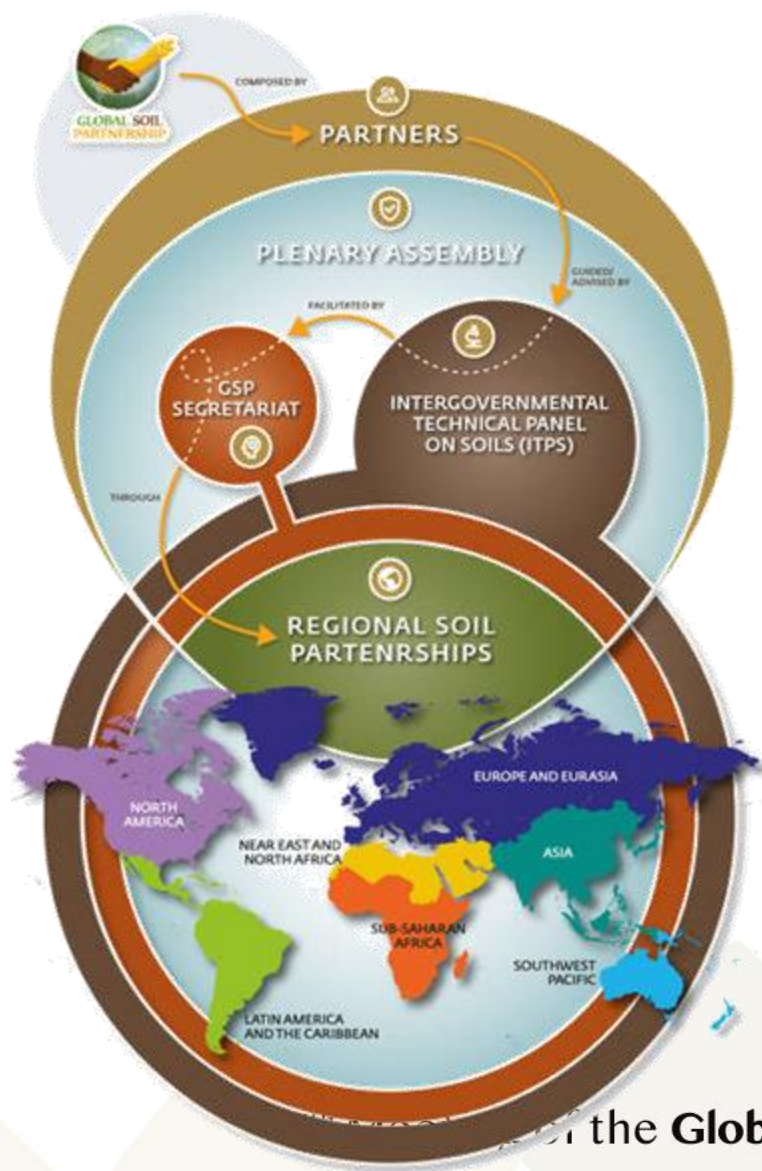 GLOBAL SOIL
PARTNERSHIP
COMPOSED BY
PARTNERS
PLENARY ASSEMBLY
GUIDED/
ADVISED BY
FACILITATED BY
GSP
SECRETARIAT
INTERGOVERNMENTAL
TECHNICAL PANEL
ON SOILS (ITPS)
THROUGH
REGIONAL SOIL
PARTENRSHIPS
EUROPE AND EURASIA
NORTH
AMERICA
NEAR EAST AND
NORTH AFRICA
ASIA
SUB-SAHARAN
AFRICA
SOUTHWEST
PACIFIC
LATIN AMERICA
AND THE CARIBBEAN
of the Glob